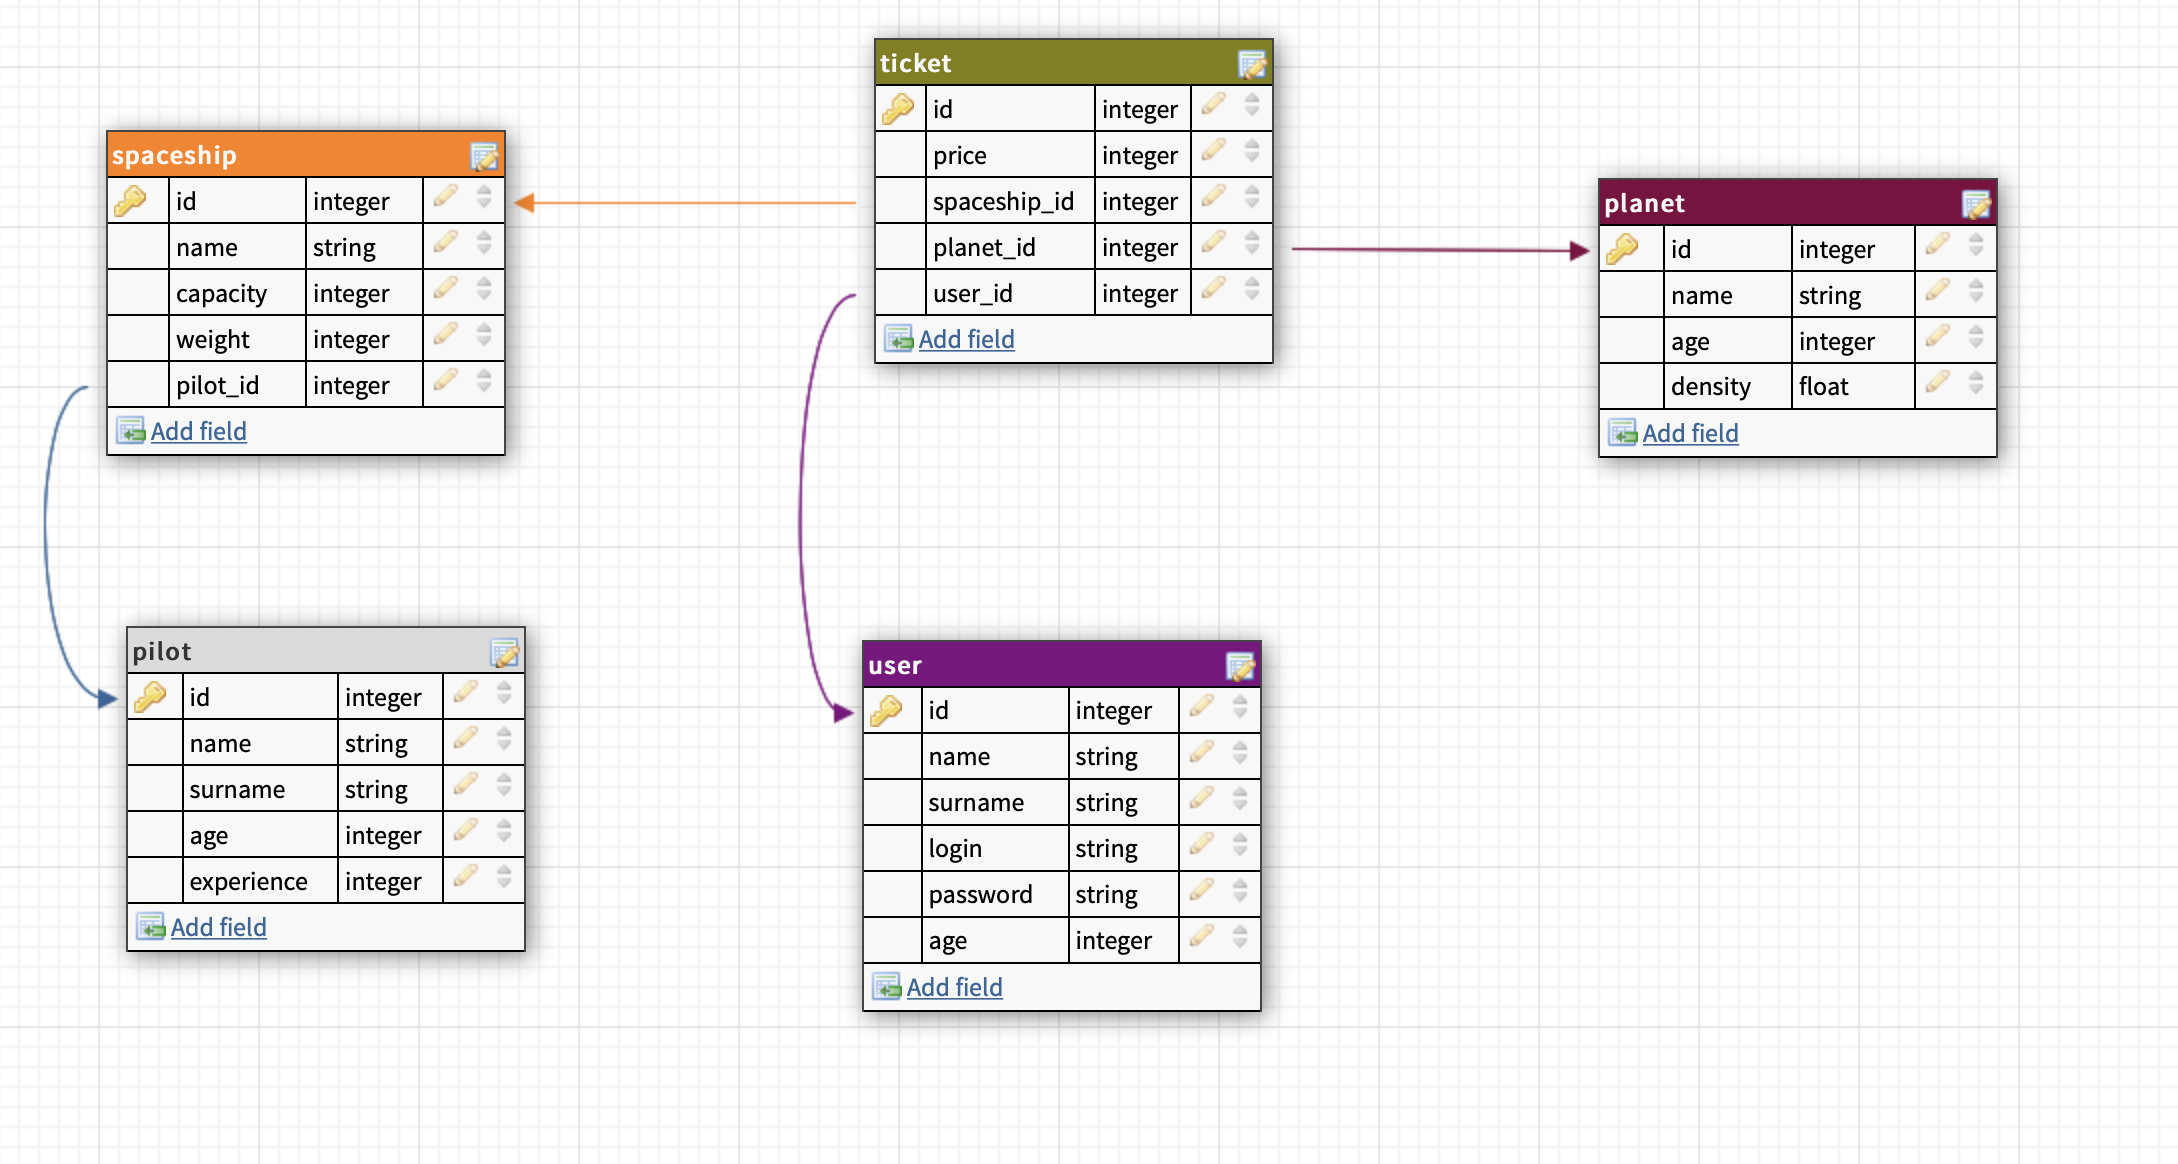 spaceship
id integer
name string
capacity integer
weight integer
pilot_id integer
Add field
ticket
id integer
price integer
spaceship_id integer
planet_id integer
user_id integer
Add field
planet
id integer
name string
age integer
density float
Add field
pilot
id integer
name string
surname string
age integer
experience integer
Add field
user
id integer
name string
surname string
login string
password string
age integer
Add field